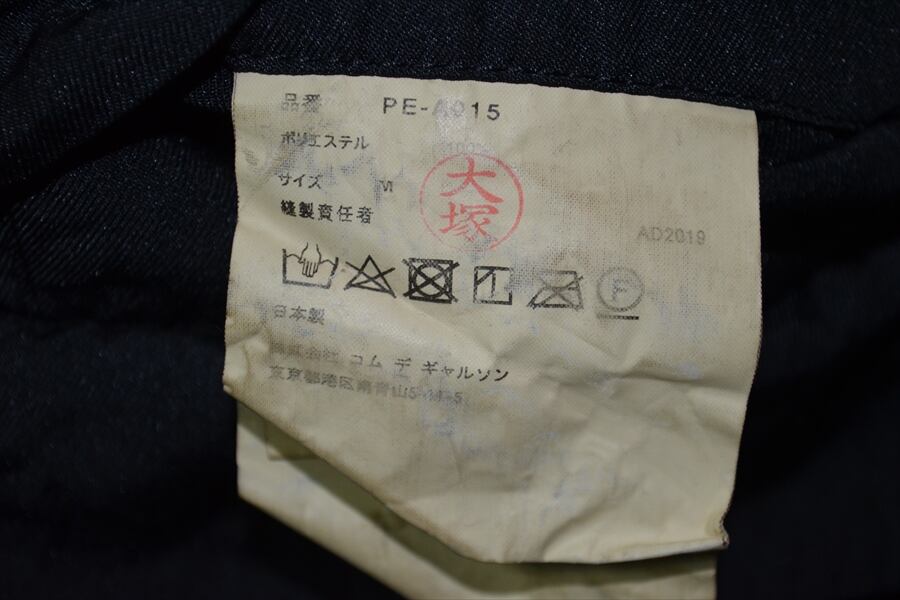 品番 PE-A015
ポリエステル 100%
サイズ M
大塚
縫製責任者
AD2019
F
日本製
株式会社 コム デ ギャルソン
東京都港区南青山5-11-5